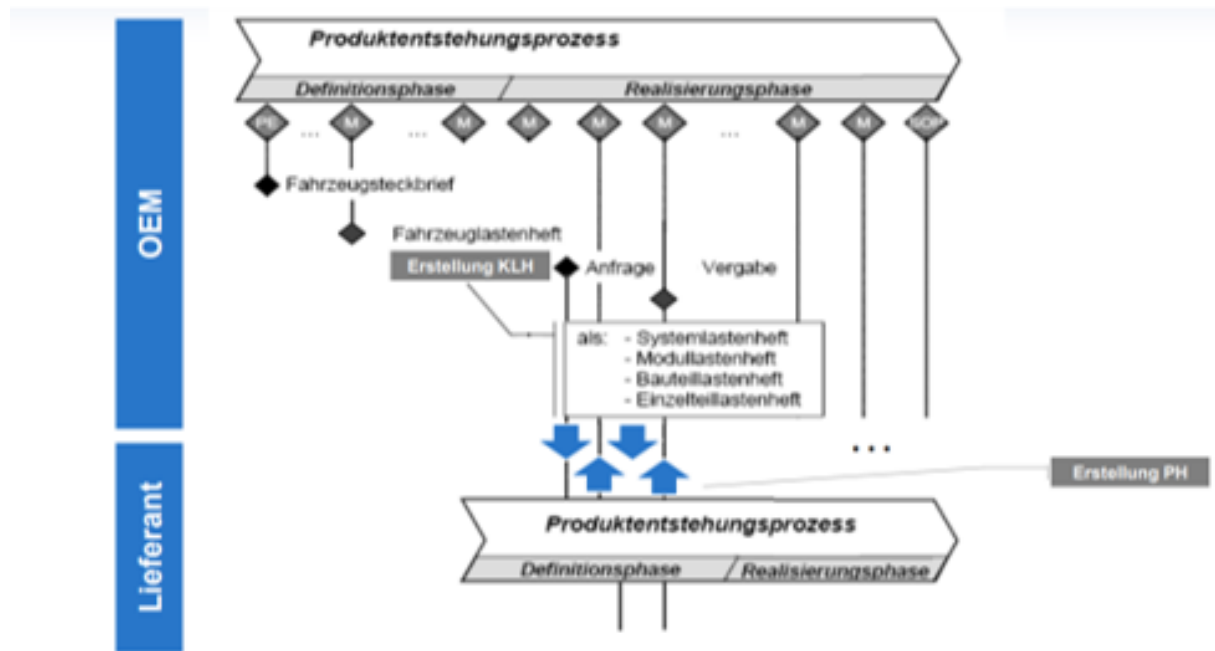 OEM
Produktentstehungsprozess
Definitionsphase
Realisierungsphase
PE
...
M
...
M
M
M
M
...
M
M
SOP
Fahrzeugsteckbrief
Fahrzeuglastenheft
Erstellung KLH
Anfrage
Vergabe
als: - Systemlastenheft
- Modullastenheft
- Bauteillastenheft
- Einzelteillastenheft
...
Erstellung PH
Lieferant
Produktentstehungsprozess
Definitionsphase
Realisierungsphase